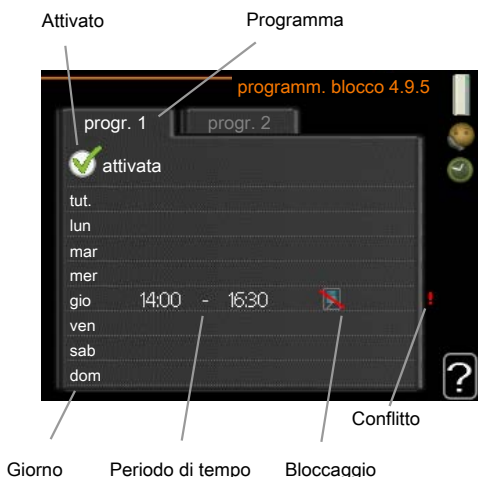 Attivato Programma
programm. blocco 4.9.5
progr. 1 progr. 2
attivata
tut.
lun
mar
mer
gio 14:00 - 16:30 !
ven
sab
dom
?
Conflitto
Giorno Periodo di tempo Bloccaggio